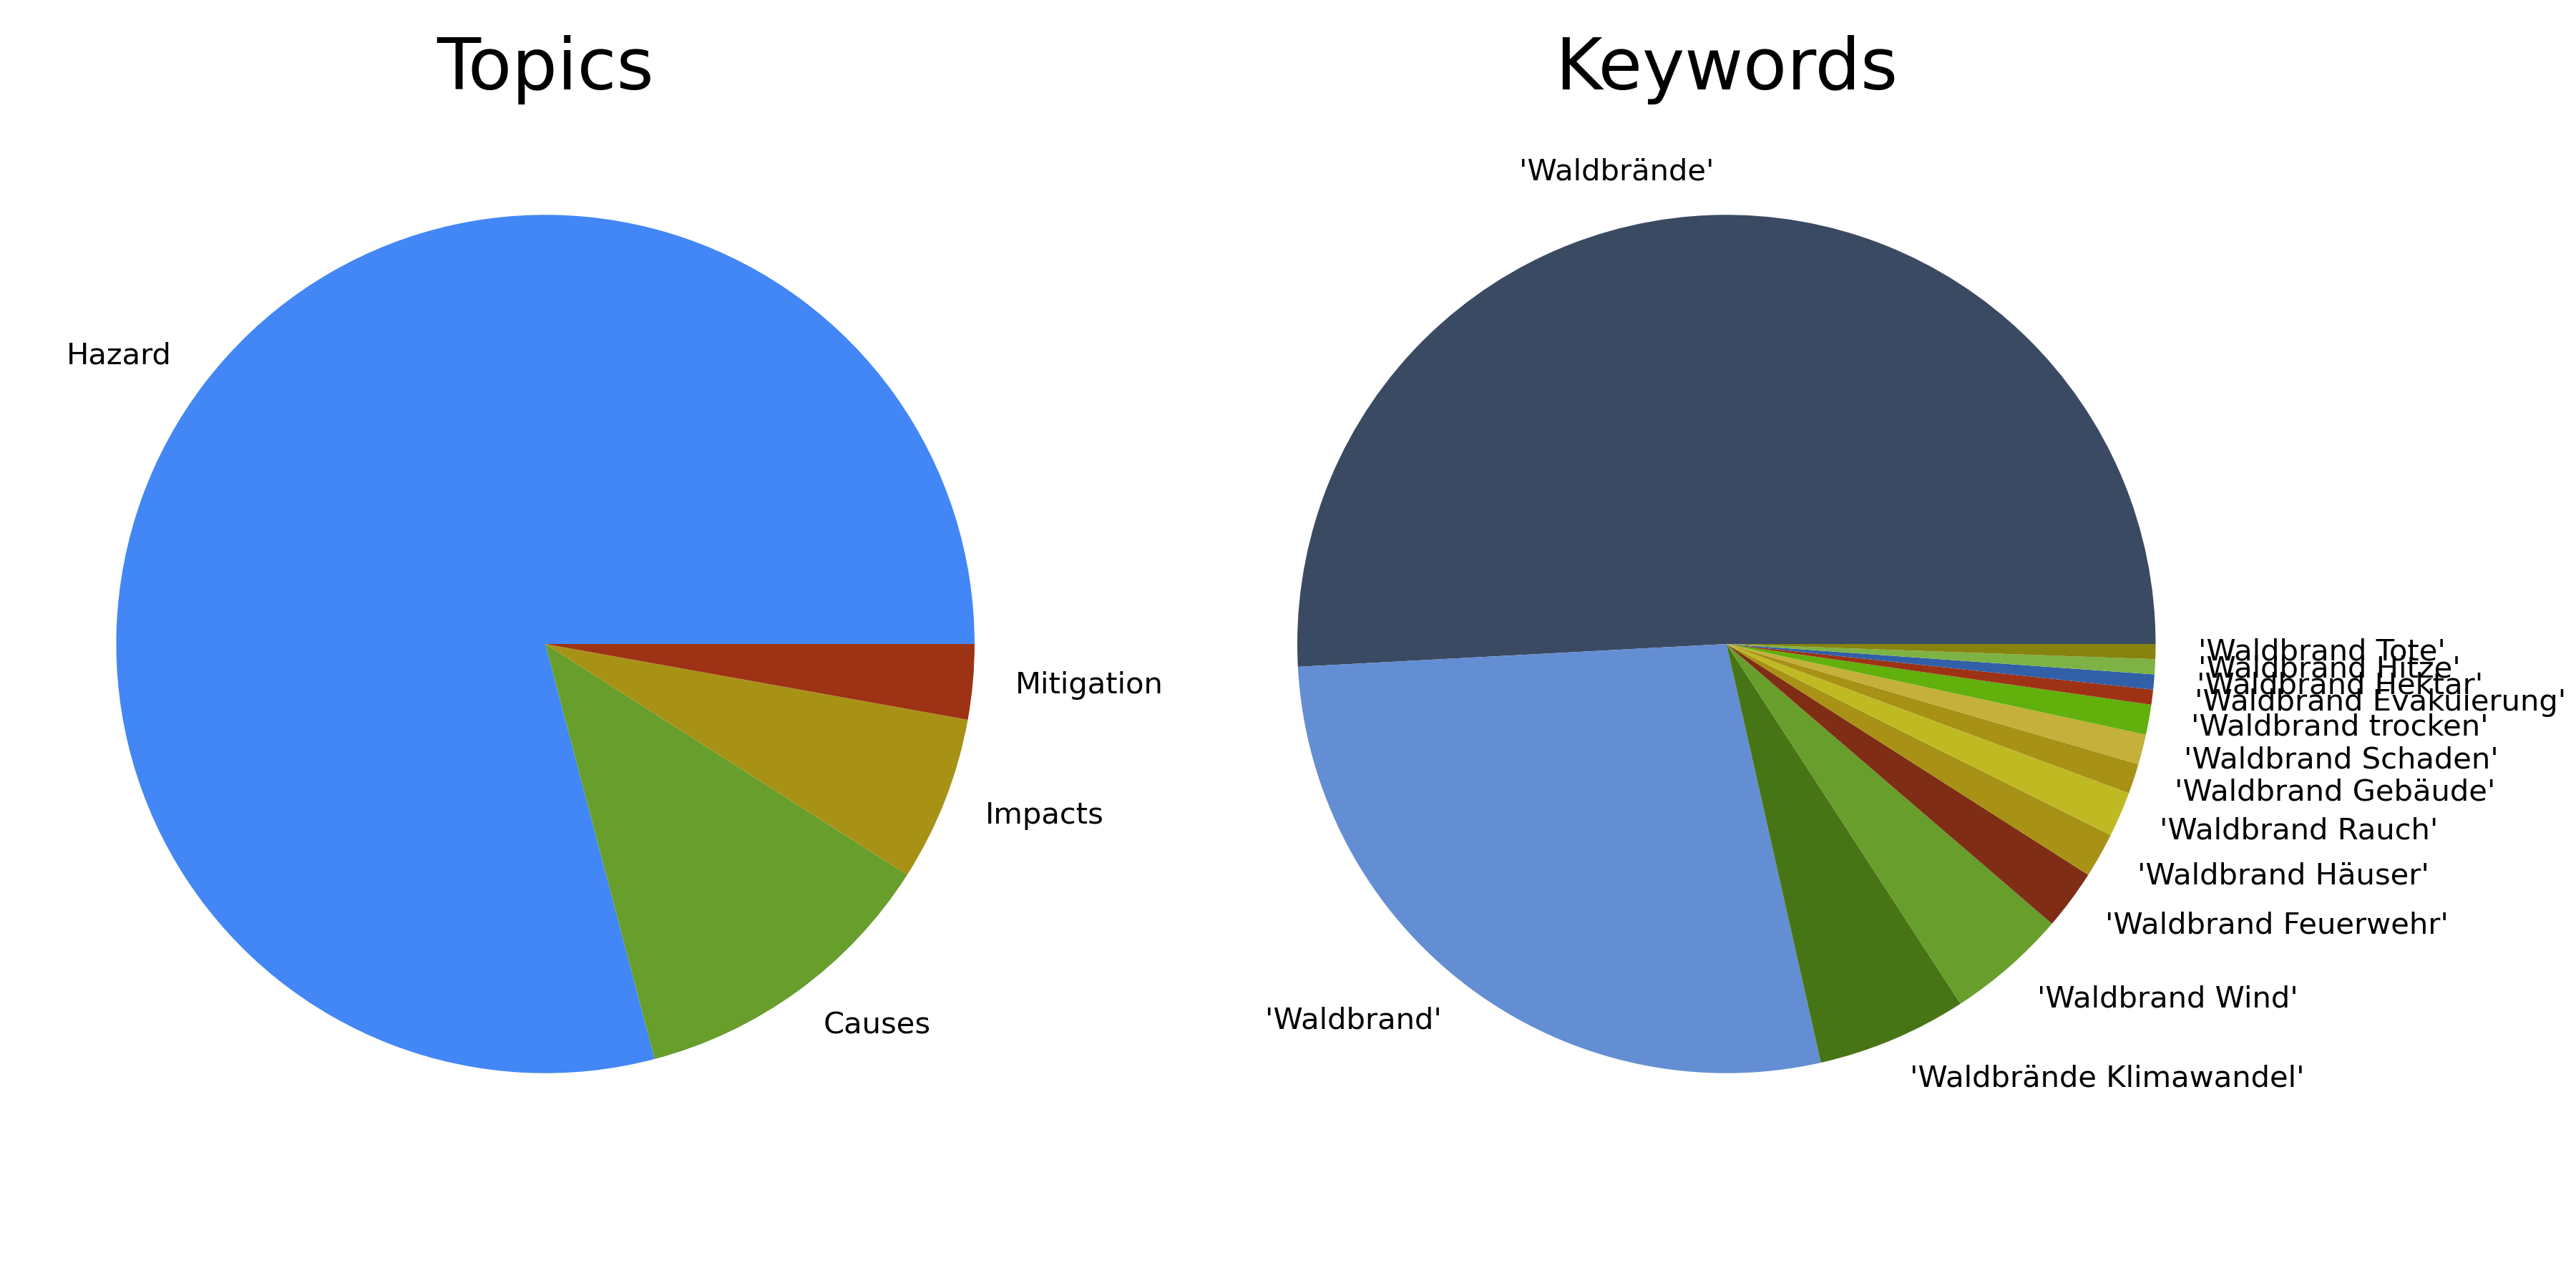 Topics
Hazard
Mitigation
Impacts
Causes
Keywords
'Waldbrände'
'Waldbrand Tote'
'Waldbrand Hitze'
'Waldbrand Hektar'
'Waldbrand Evakuierung'
'Waldbrand trocken'
'Waldbrand Schaden'
'Waldbrand Gebäude'
'Waldbrand Rauch'
'Waldbrand Häuser'
'Waldbrand Feuerwehr'
'Waldbrand Wind'
'Waldbrand'
'Waldbrände Klimawandel'